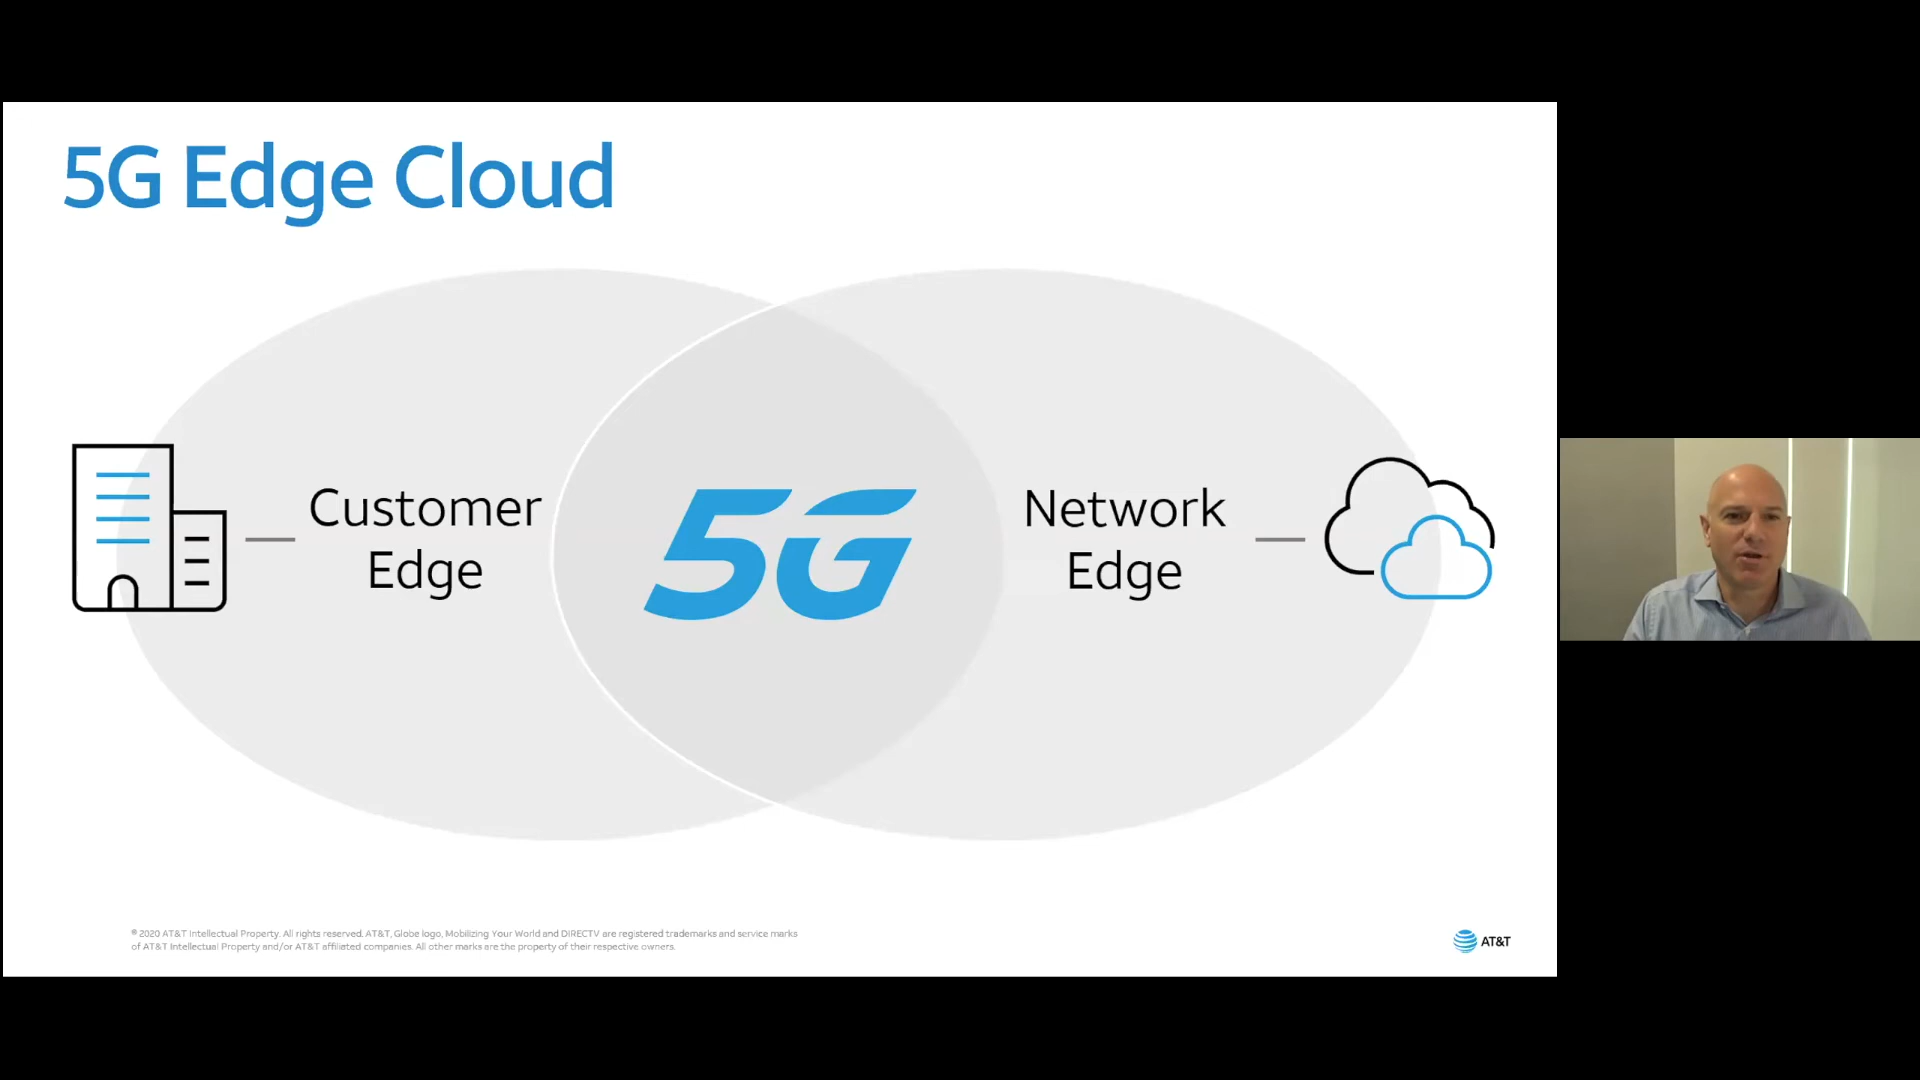 5G Edge Cloud
Customer
Edge
5G
Network
Edge
® 2020 AT&T Intellectual Property. All rights reserved. AT&T, Globe logo, Mobilizing Your World and DIRECTV are registered trademarks and service marks
of AT&T Intellectual Property and/or AT&T affiliated companies. All other marks are the property of their respective owners.
AT&T